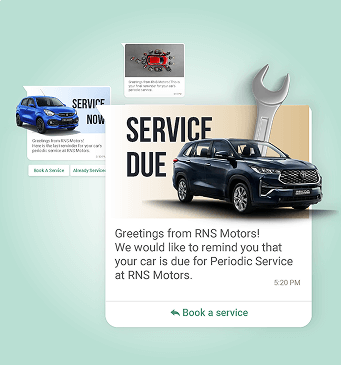 Greetings from RNS Motors! This is
your final reminder for your car's
periodic service
SERVICE
NOW
Greetings from RNS Motors!
Here is the last reminder for your car's
periodic service at RNS Motors.
Book A Service
Already Serviced
SERVICE
DUE
Greetings from RNS Motors!
We would like to remind you that
your car is due for Periodic Service
at RNS Motors.
5:20 PM
Book a service